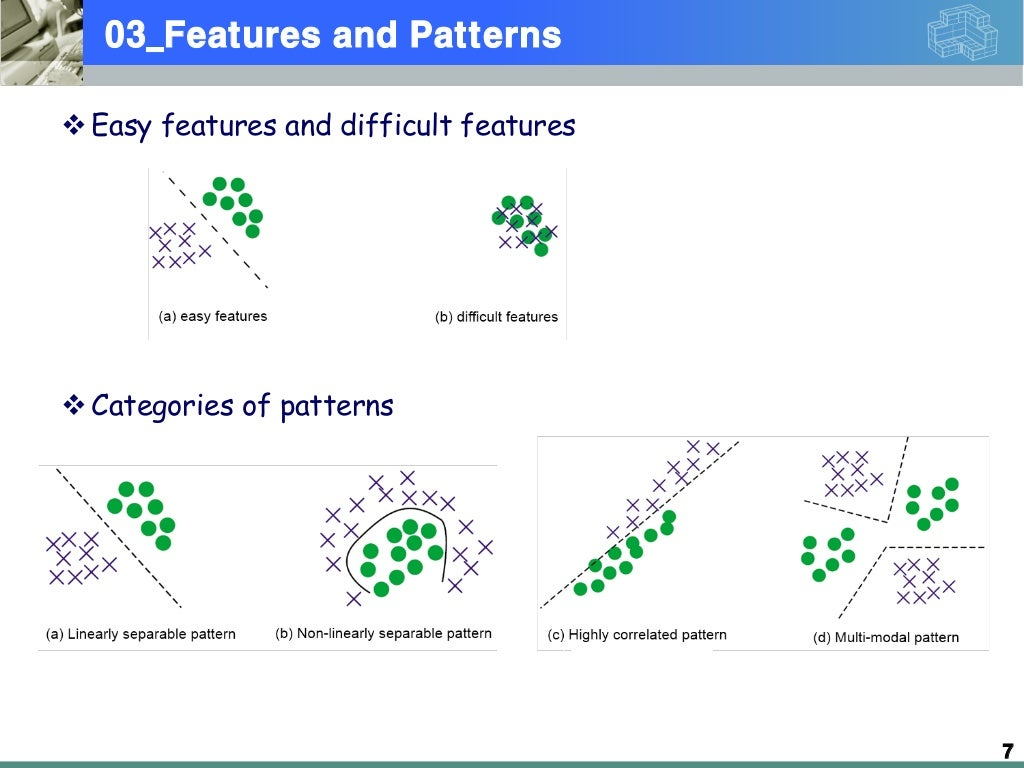 03_Features and Patterns
Easy features and difficult features
(a) easy features
(b) difficult features
Categories of patterns
(a) Linearly separable pattern
(b) Non-linearly separable pattern
(c) Highly correlated pattern
(d) Multi-modal pattern
7